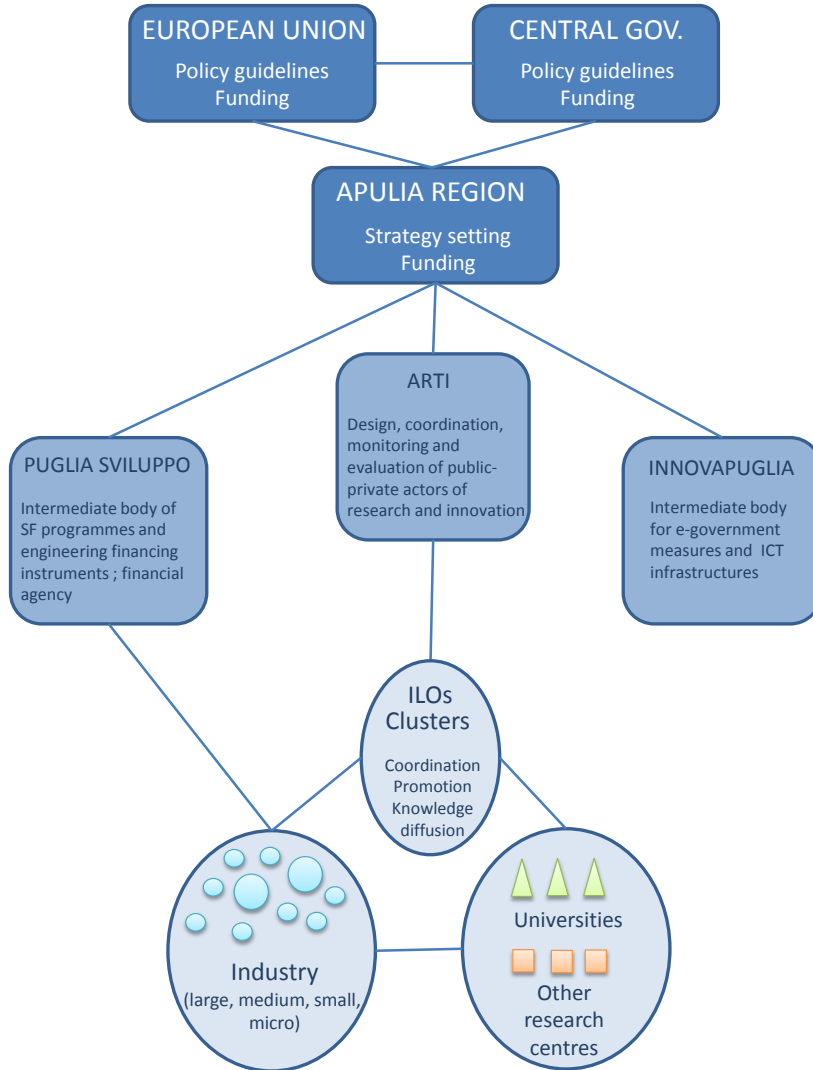 EUROPEAN UNION
Policy guidelines
Funding
CENTRAL GOV.
Policy guidelines
Funding
APULIA REGION
Strategy setting
Funding
ARTI
Design, coordination,
monitoring and
evaluation of public-
private actors of
research and innovation
PUGLIA SVILUPPO
Intermediate body of
SF programmes and
engineering financing
instruments ; financial
agency
INNOVAPUGLIA
Intermediate body
for e-government
measures and ICT
infrastructures
ILOs
Clusters
Coordination
Promotion
Knowledge
diffusion
Industry
(large, medium, small,
micro)
Universities
Other
research
centres